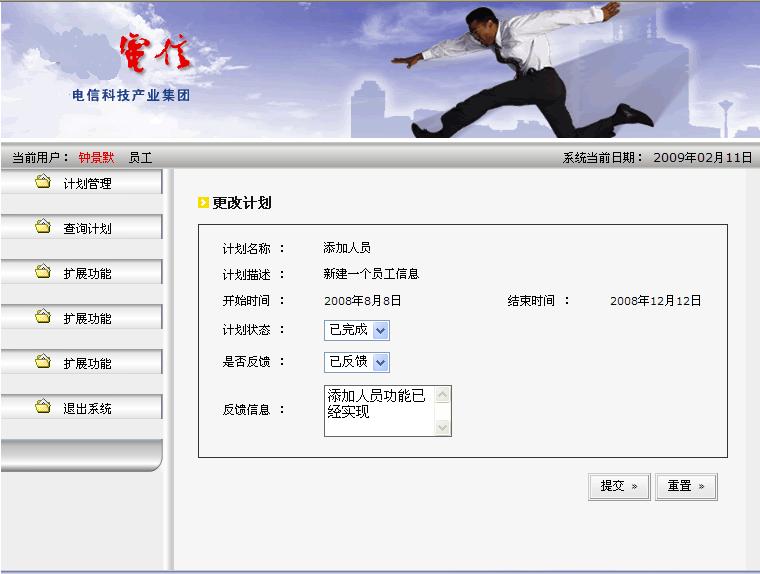 電信
电信科技产业集团
当前用户： 钟景默 员工 系统当前日期： 2009年02月11日
计划管理
查询计划
扩展功能
扩展功能
扩展功能
退出系统
更改计划
计划名称 ： 添加人员
计划描述 ： 新建一个员工信息
开始时间 ： 2008年8月8日 结束时间 ： 2008年12月12日
计划状态 ： 已完成
是否反馈 ： 已反馈
反馈信息 ： 添加人员功能已
经实现
提交 » 重置 »